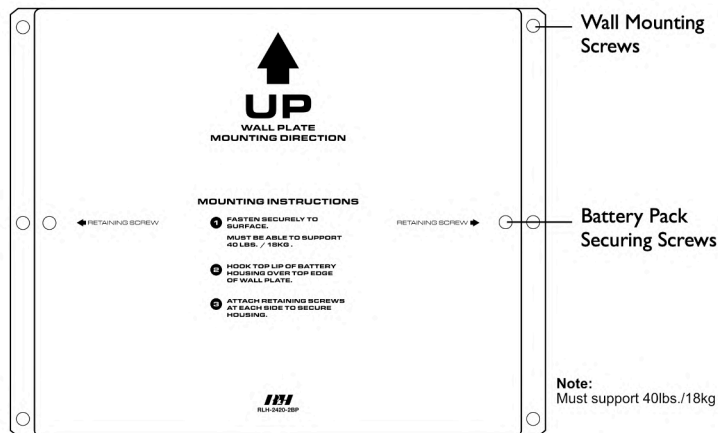 UP
WALL PLATE
MOUNTING DIRECTION
Wall Mounting
Screws
RETAINING SCREW
RETAINING SCREW
MOUNTING INSTRUCTIONS
1 FASTEN SECURELY TO
SURFACE.
MUST BE ABLE TO SUPPORT
40 LBS. / 18KG .
2 HOOK TOP LIP OF BATTERY
HOUSING OVER TOP EDGE
OF WALL PLATE.
3 ATTACH RETAINING SCREWS
AT EACH SIDE TO SECURE
HOUSING.
Battery Pack
Securing Screws
RLH
RLH-2420-2BP
Note:
Must support 40lbs./18kg